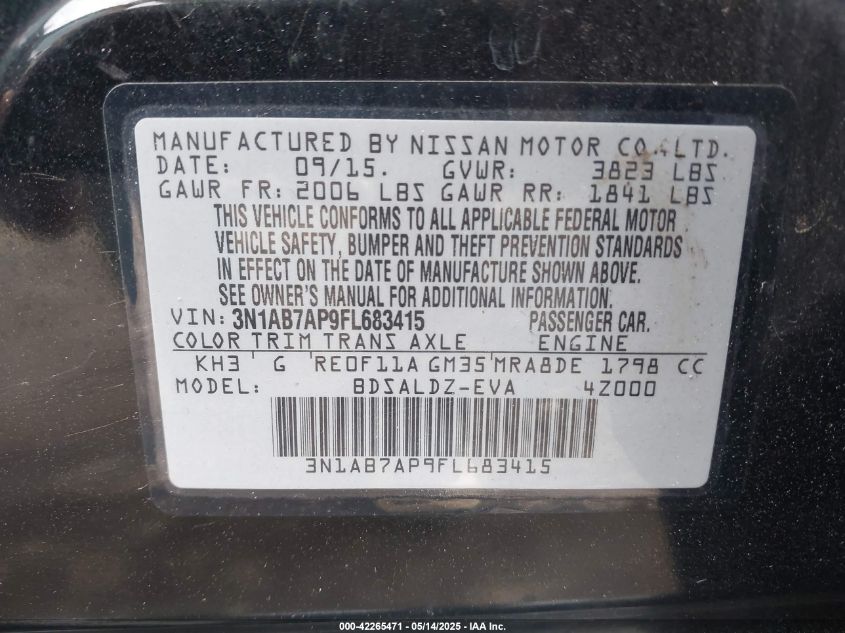 MANUFACTURED BY NISSAN MOTOR CO., LTD.
DATE: 09/15. GVWR: 3823 LBS
GAWR FR: 2006 LBS GAWR RR: 1841 LBS
THIS VEHICLE CONFORMS TO ALL APPLICABLE FEDERAL MOTOR
VEHICLE SAFETY, BUMPER AND THEFT PREVENTION STANDARDS
IN EFFECT ON THE DATE OF MANUFACTURE SHOWN ABOVE.
SEE OWNER'S MANUAL FOR ADDITIONAL INFORMATION.
VIN: 3N1AB7AP9FL683415 PASSENGER CAR.
COLOR TRIM TRANS AXLE ENGINE
KH3 G RE0F11A GM35 MRA8DE 1798 CC
MODEL: BDSALDZ-EVA 4Z000
3N1AB7AP9FL683415
000-42265471 - 05/14/2025 - IAA Inc.